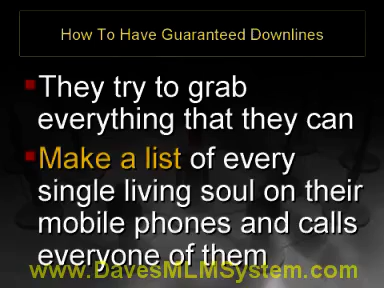 How To Have Guaranteed Downlines
They try to grab
everything that they can
Make a list of every
single living soul on their
mobile phones and calls
everyone of them
www.DavesMLMSystem.com